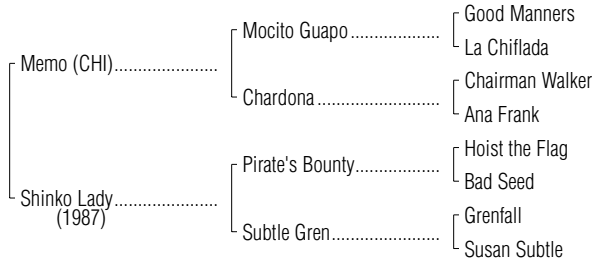 Good Manners
Mocito Guapo....................
La Chiflada
Memo (CHI).......................
Chairman Walker
Chardona...........................
Ana Frank
Hoist the Flag
Pirate's Bounty...................
Bad Seed
Shinko Lady.......................
(1987)
Grenfall
Subtle Gren........................
Susan Subtle